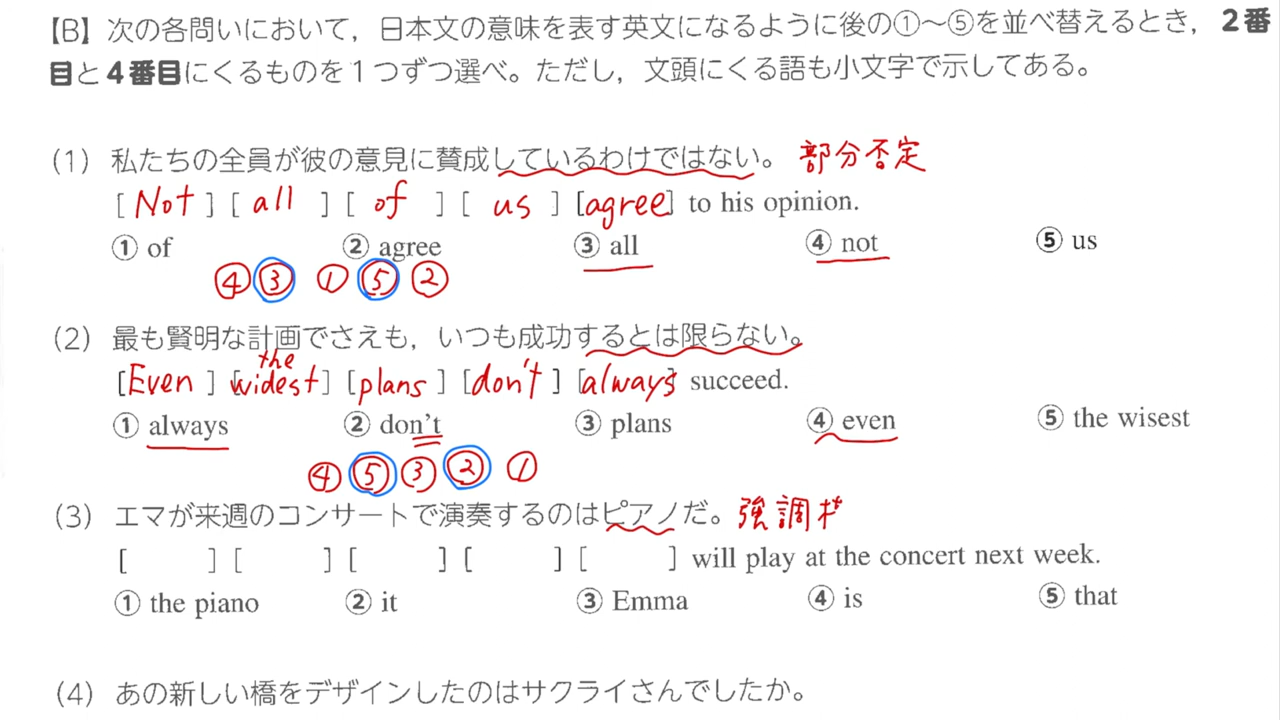 【B】次の各問いにおいて，日本文の意味を表す英文になるように後の①～⑤を並べ替えるとき，２番
目と４番目にくるものを１つずつ選べ。ただし，文頭にくる語も小文字で示してある。
(1) 私たちの全員が彼の意見に賛成しているわけではない。 部分否定
[ Not ] [ all ] [ of ] [ us ] [agree] to his opinion.
① of ② agree ③ all ④ not ⑤ us
④ ③ ① ⑤ ②
(2) 最も賢明な計画でさえも，いつも成功するとは限らない。
the
[Even ] [widest] [plans ] [don't ] [always] succeed.
① always ② don't ③ plans ④ even ⑤ the wisest
④ ⑤ ③ ② ①
(3) エマが来週のコンサートで演奏するのはピアノだ。 強調
[ ] [ ] [ ] [ ] [ ] will play at the concert next week.
① the piano ② it ③ Emma ④ is ⑤ that
(4) あの新しい橋をデザインしたのはサクライさんでしたか。